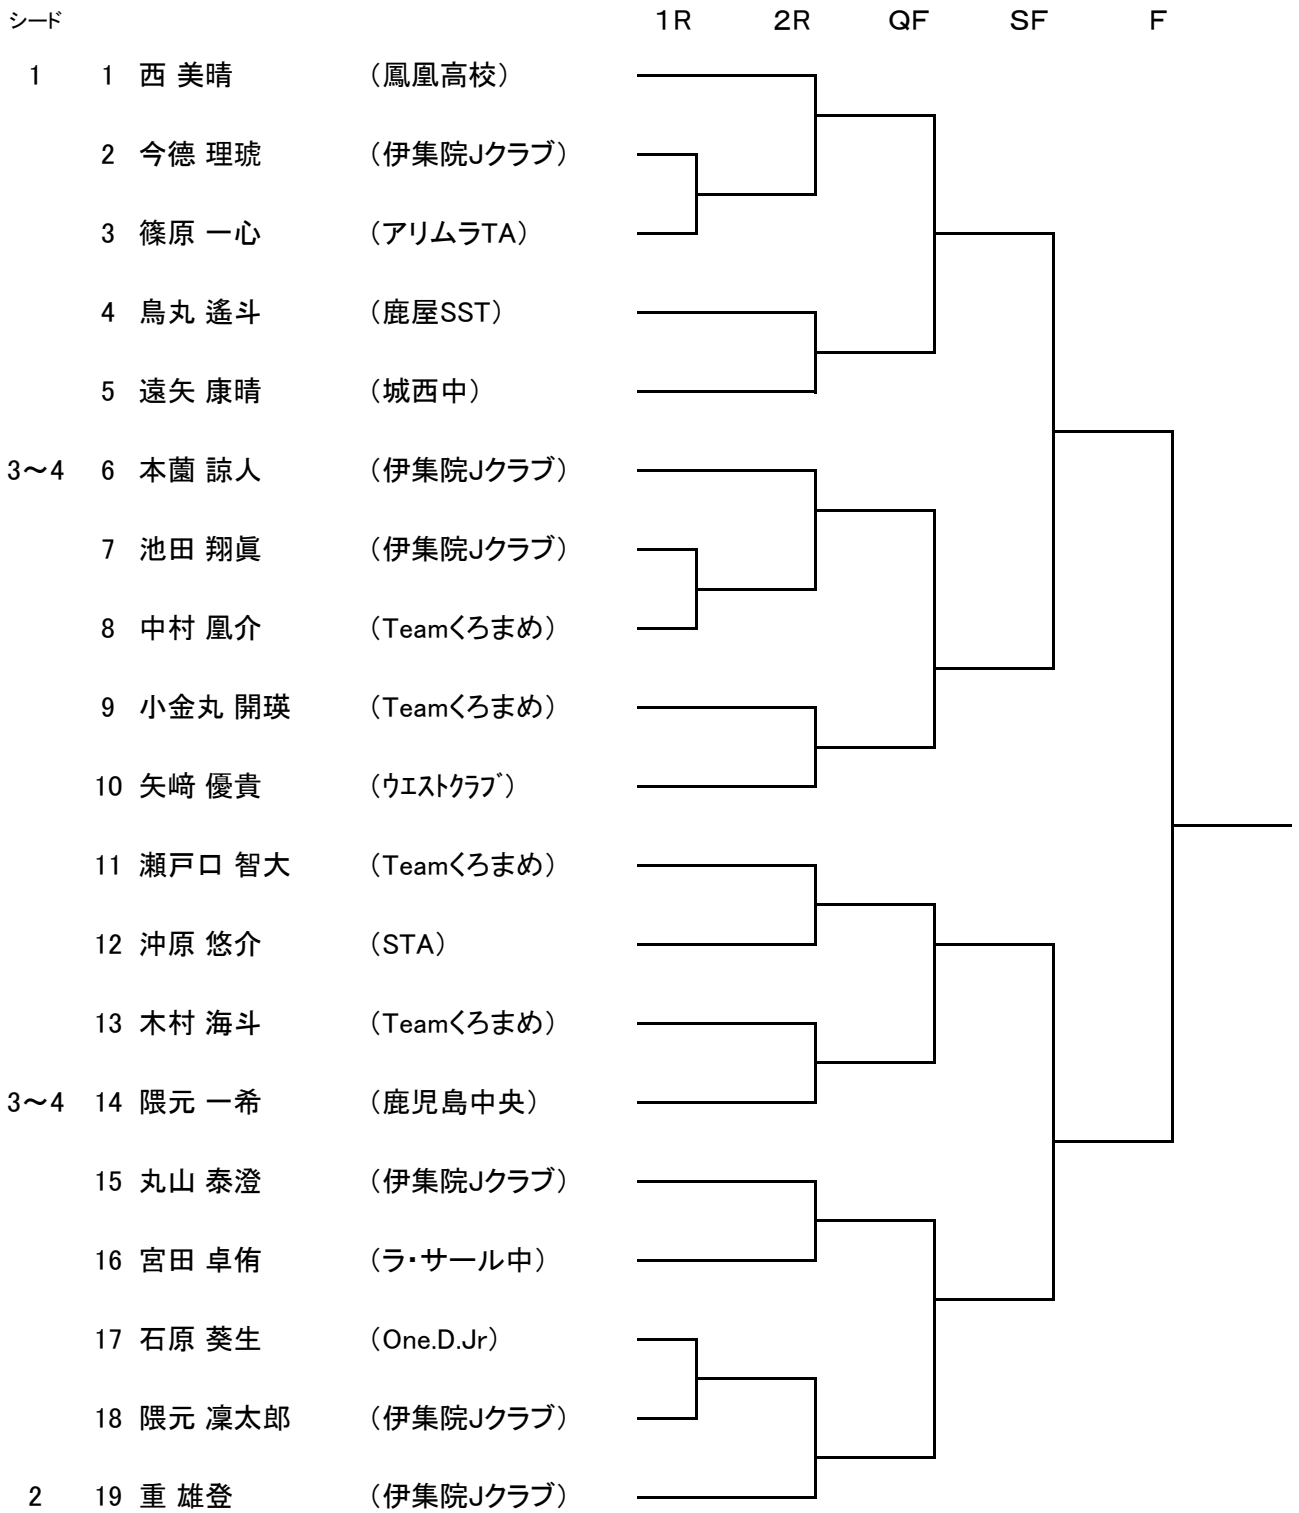 シード 1R 2R QF SF F
1 1 西 美晴 （鳳凰高校）
2 今德 理琥 （伊集院Jクラブ）
3 篠原 一心 （アリムラTA）
4 鳥丸 遙斗 （鹿屋SST）
5 遠矢 康晴 （城西中）
3～4 6 本薗 諒人 （伊集院Jクラブ）
7 池田 翔眞 （伊集院Jクラブ）
8 中村 凰介 （Teamくろまめ）
9 小金丸 開瑛 （Teamくろまめ）
10 矢﨑 優貴 （ｳエｽﾄｸﾗﾌﾞ）
11 瀬戸口 智大 （Teamくろまめ）
12 沖原 悠介 （STA）
13 木村 海斗 （Teamくろまめ）
3～4 14 隈元 一希 （鹿児島中央）
15 丸山 泰澄 （伊集院Jクラブ）
16 宮田 卓侑 （ラ・サール中）
17 石原 葵生 （One.D.Jr）
18 隈元 凜太郎 （伊集院Jクラブ）
2 19 重 雄登 （伊集院Jクラブ）